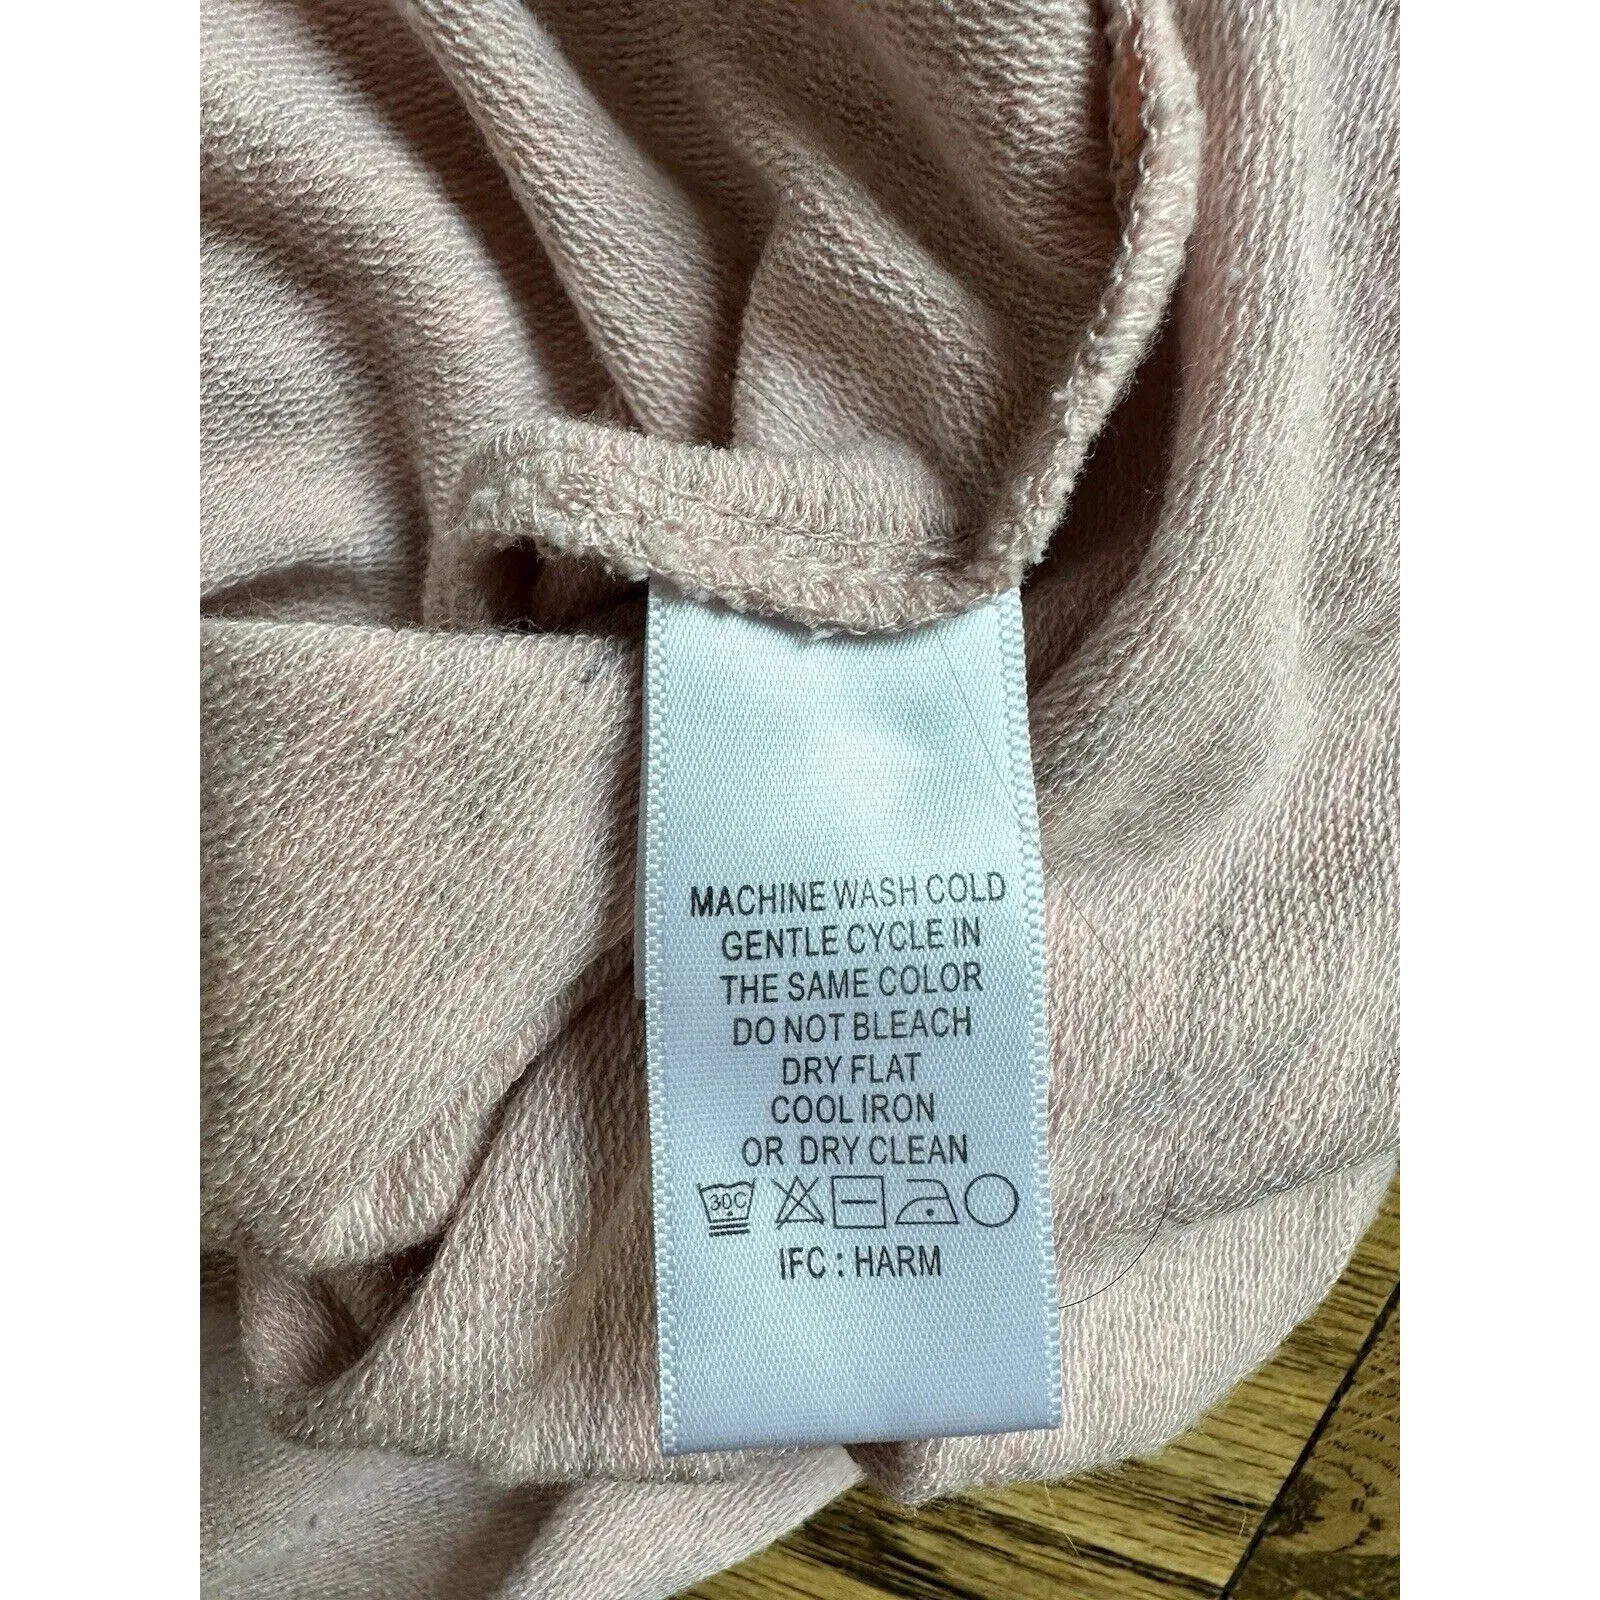 MACHINE WASH COLD
GENTLE CYCLE IN
THE SAME COLOR
DO NOT BLEACH
DRY FLAT
COOL IRON
OR DRY CLEAN
30C
IFC : HARM